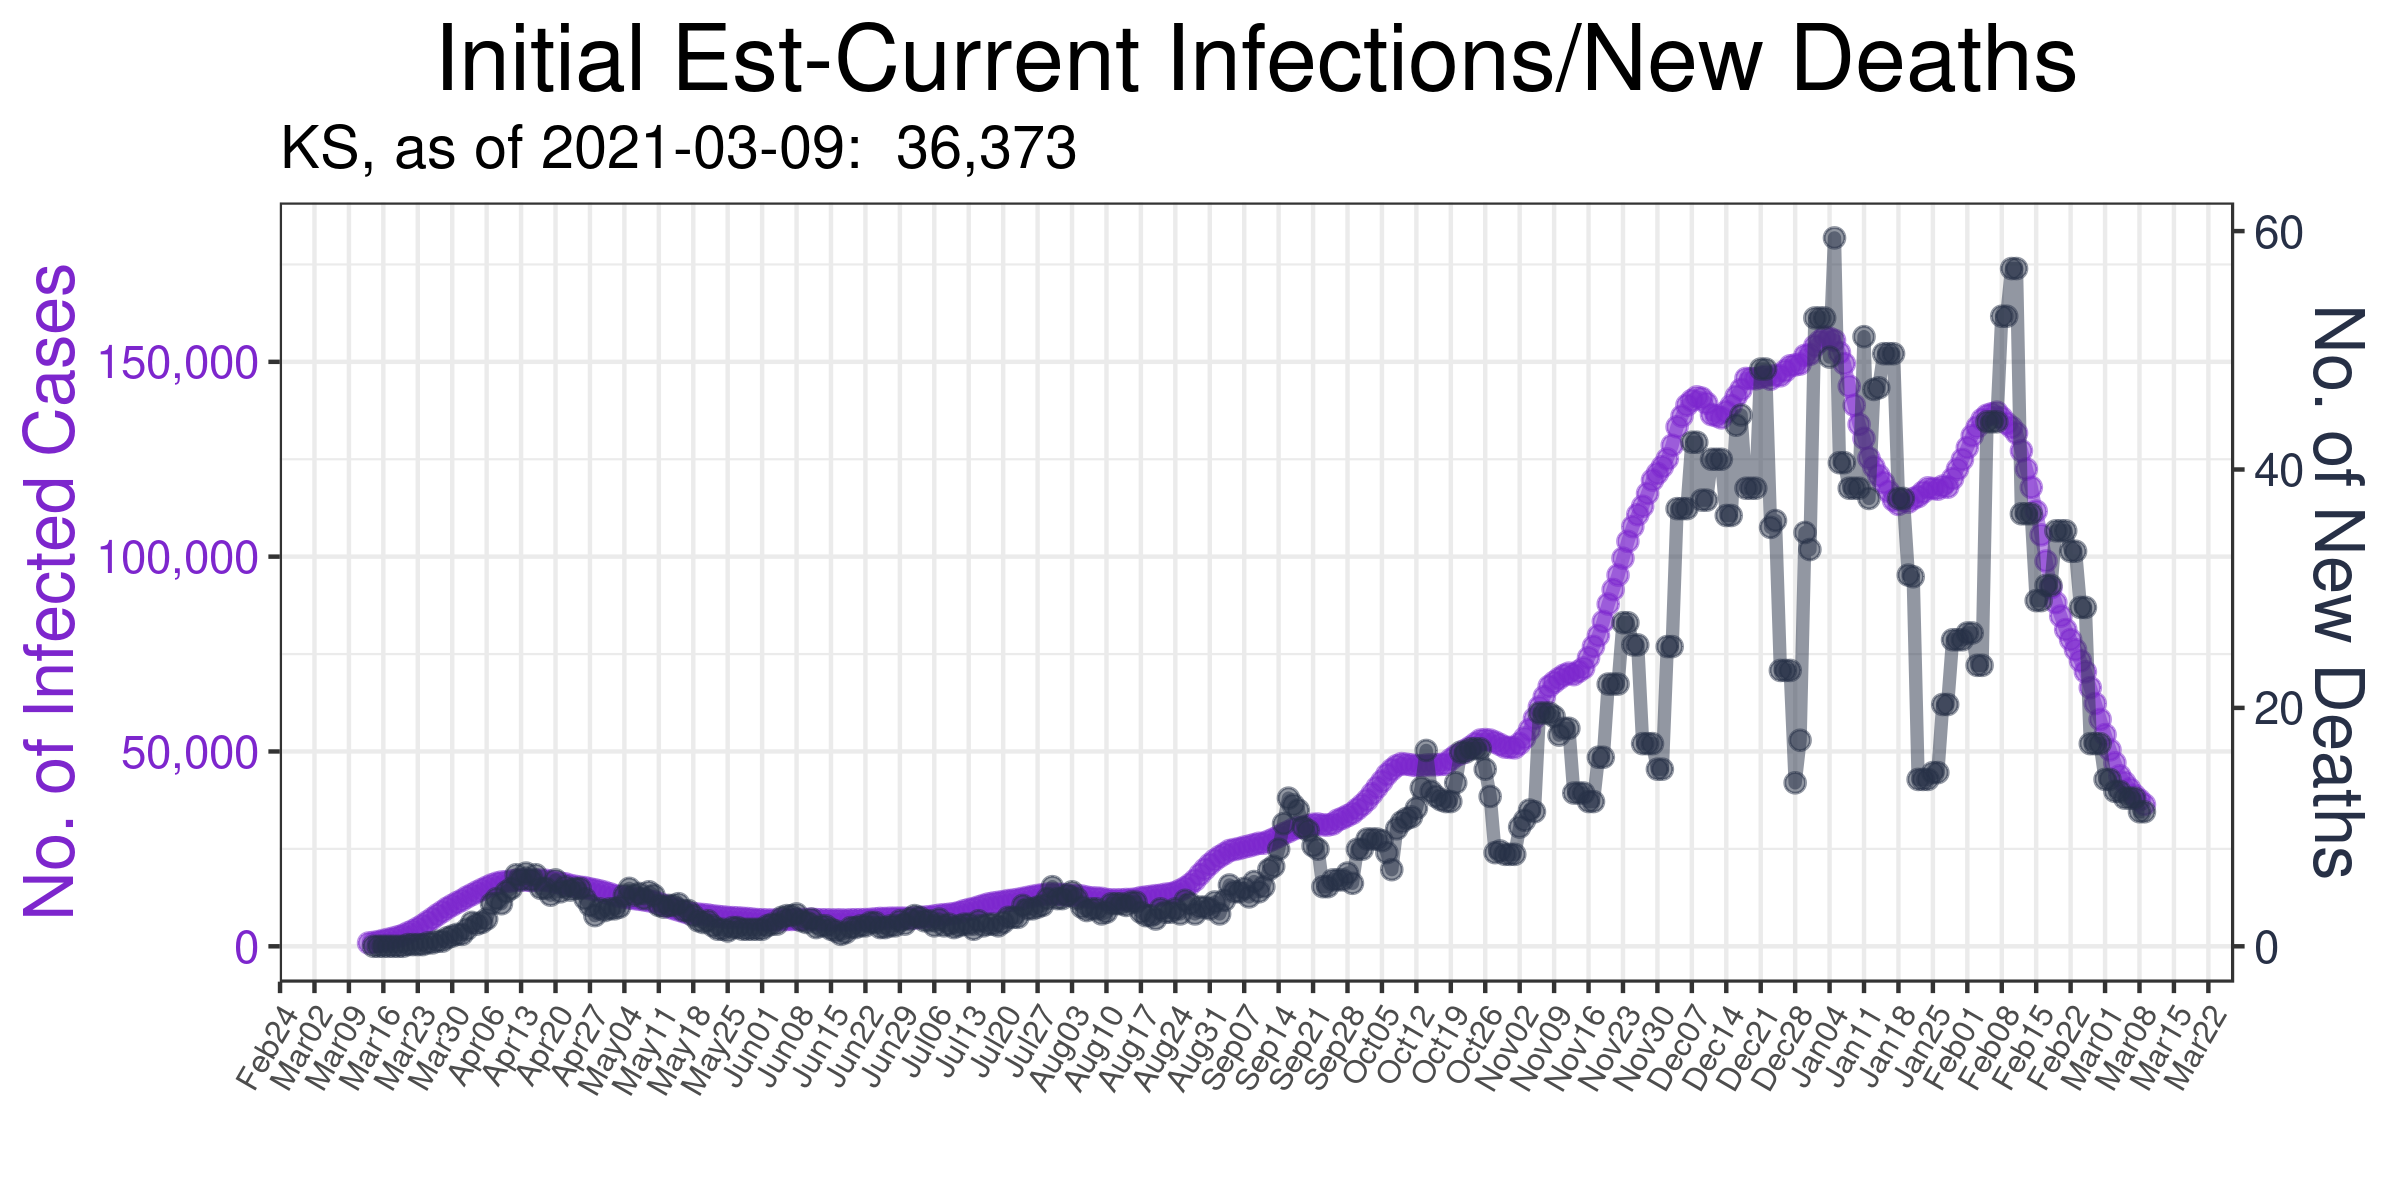 Initial Est-Current Infections/New Deaths
KS, as of 2021-03-09:  36,373
No. of Infected Cases
150,000
100,000
50,000
0
60
40
20
0
No. of New Deaths
Feb24
Mar02
Mar09
Mar16
Mar23
Mar30
Apr06
Apr13
Apr20
Apr27
May04
May11
May18
May25
Jun01
Jun08
Jun15
Jun22
Jun29
Jul06
Jul13
Jul20
Jul27
Aug03
Aug10
Aug17
Aug24
Aug31
Sep07
Sep14
Sep21
Sep28
Oct05
Oct12
Oct19
Oct26
Nov02
Nov09
Nov16
Nov23
Nov30
Dec07
Dec14
Dec21
Dec28
Jan04
Jan11
Jan18
Jan25
Feb01
Feb08
Feb15
Feb22
Mar01
Mar08
Mar15
Mar22